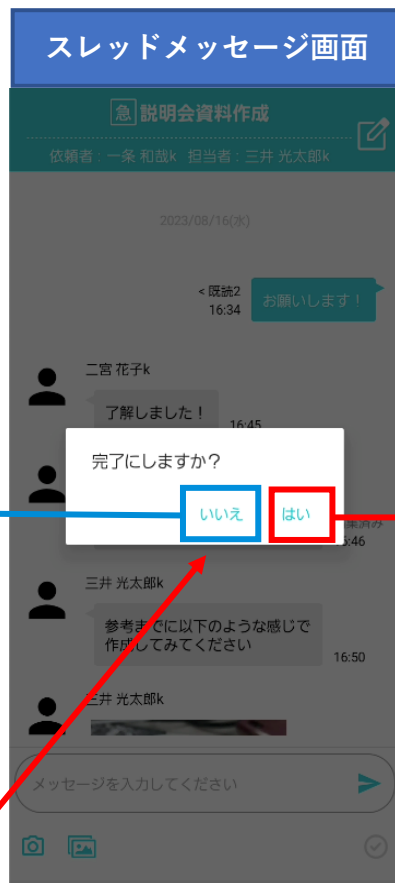 スレッドメッセージ画面
急 説明会資料作成
依頼者 : 一条 和哉k 担当者 : 三井 光太郎k
2023/08/16(水)
< 既読2
16:34
お願いします！
二宮 花子k
了解しました！
16:45
完了にしますか？
いいえ はい
集済み
6:46
三井 光太郎k
参考までに以下のような感じで
作成してみてください
16:50
三井 光太郎k
メッセージを入力してください